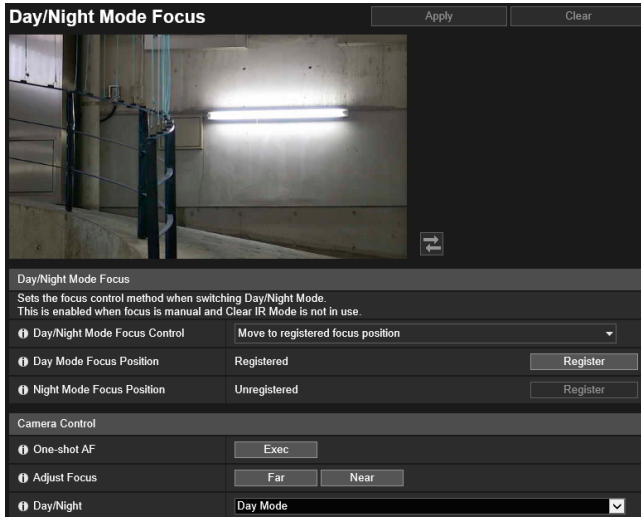 Day/Night Mode Focus
Apply
Clear
Day/Night Mode Focus
Sets the focus control method when switching Day/Night Mode.
This is enabled when focus is manual and Clear IR Mode is not in use.
Day/Night Mode Focus Control Move to registered focus position
Day Mode Focus Position Registered Register
Night Mode Focus Position Unregistered Register
Camera Control
One-shot AF Exec
Adjust Focus Far Near
Day/Night Day Mode